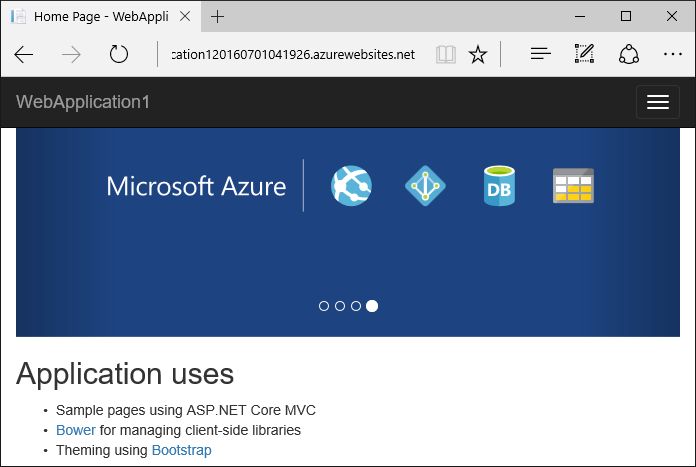 Home Page - WebAppli
cation120160701041926.azurewebsites.net
WebApplication1
Microsoft Azure
DB
Application uses
• Sample pages using ASP.NET Core MVC
• Bower for managing client-side libraries
• Theming using Bootstrap